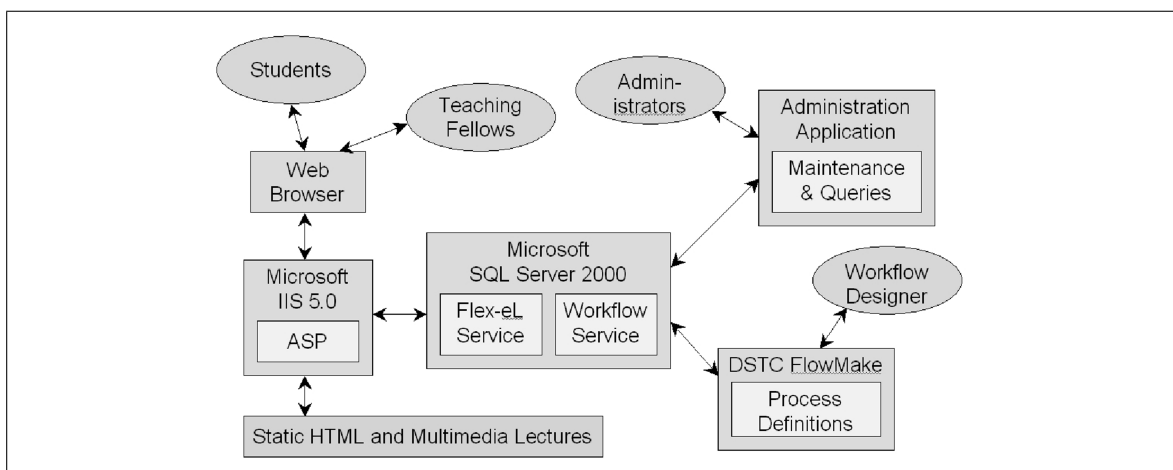 Students
Teaching
Fellows
Web
Browser
Microsoft
IIS 5.0
ASP
Static HTML and Multimedia Lectures
Microsoft
SQL Server 2000
Flex-eL
Service
Workflow
Service
Admin-
istrators
Administration
Application
Maintenance
& Queries
Workflow
Designer
DSTC FlowMake
Process
Definitions